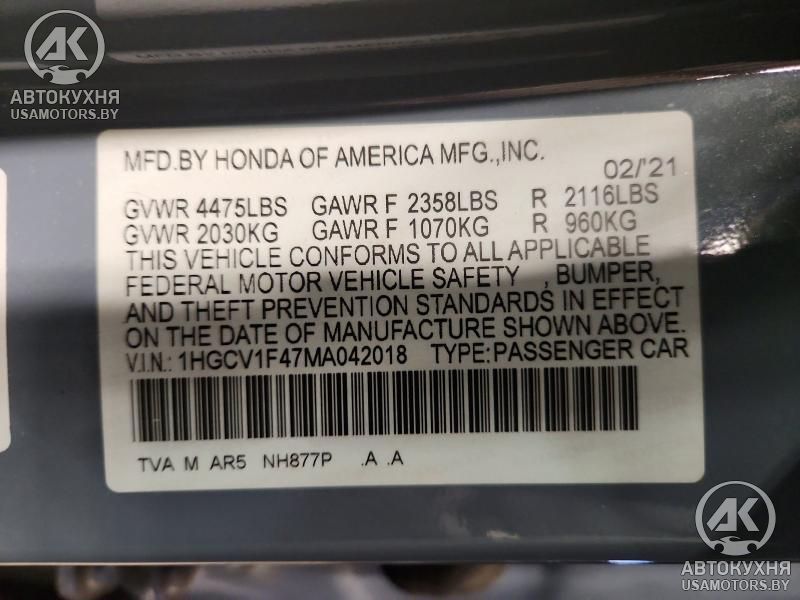 AK
АВТОКУХНЯ
USAMOTORS.BY
MFD.BY HONDA OF AMERICA MFG.,INC. 02/'21
GVWR 4475LBS GAWR F 2358LBS R 2116LBS
GVWR 2030KG GAWR F 1070KG R 960KG
THIS VEHICLE CONFORMS TO ALL APPLICABLE
FEDERAL MOTOR VEHICLE SAFETY , BUMPER,
AND THEFT PREVENTION STANDARDS IN EFFECT
ON THE DATE OF MANUFACTURE SHOWN ABOVE.
V.I.N.: 1HGCV1F47MA042018 TYPE:PASSENGER CAR
TVA M AR5 NH877P .A .A
AK
АВТОКУХНЯ
USAMOTORS.BY